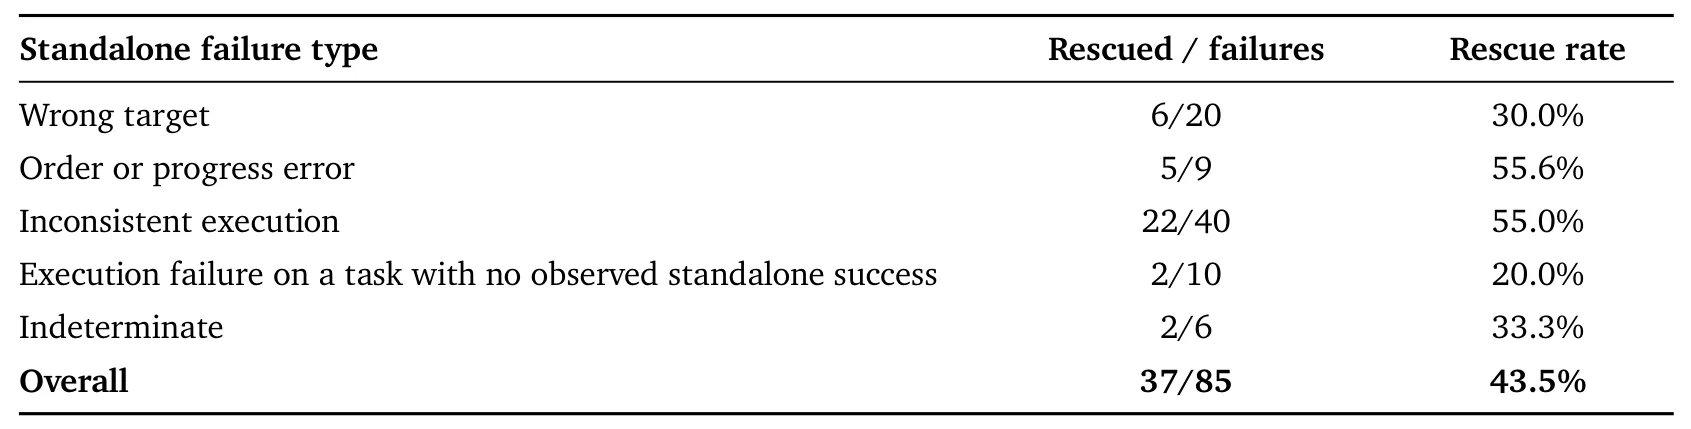 Standalone failure type Rescued / failures Rescue rate
Wrong target 6/20 30.0%
Order or progress error 5/9 55.6%
Inconsistent execution 22/40 55.0%
Execution failure on a task with no observed standalone success 2/10 20.0%
Indeterminate 2/6 33.3%
Overall 37/85 43.5%